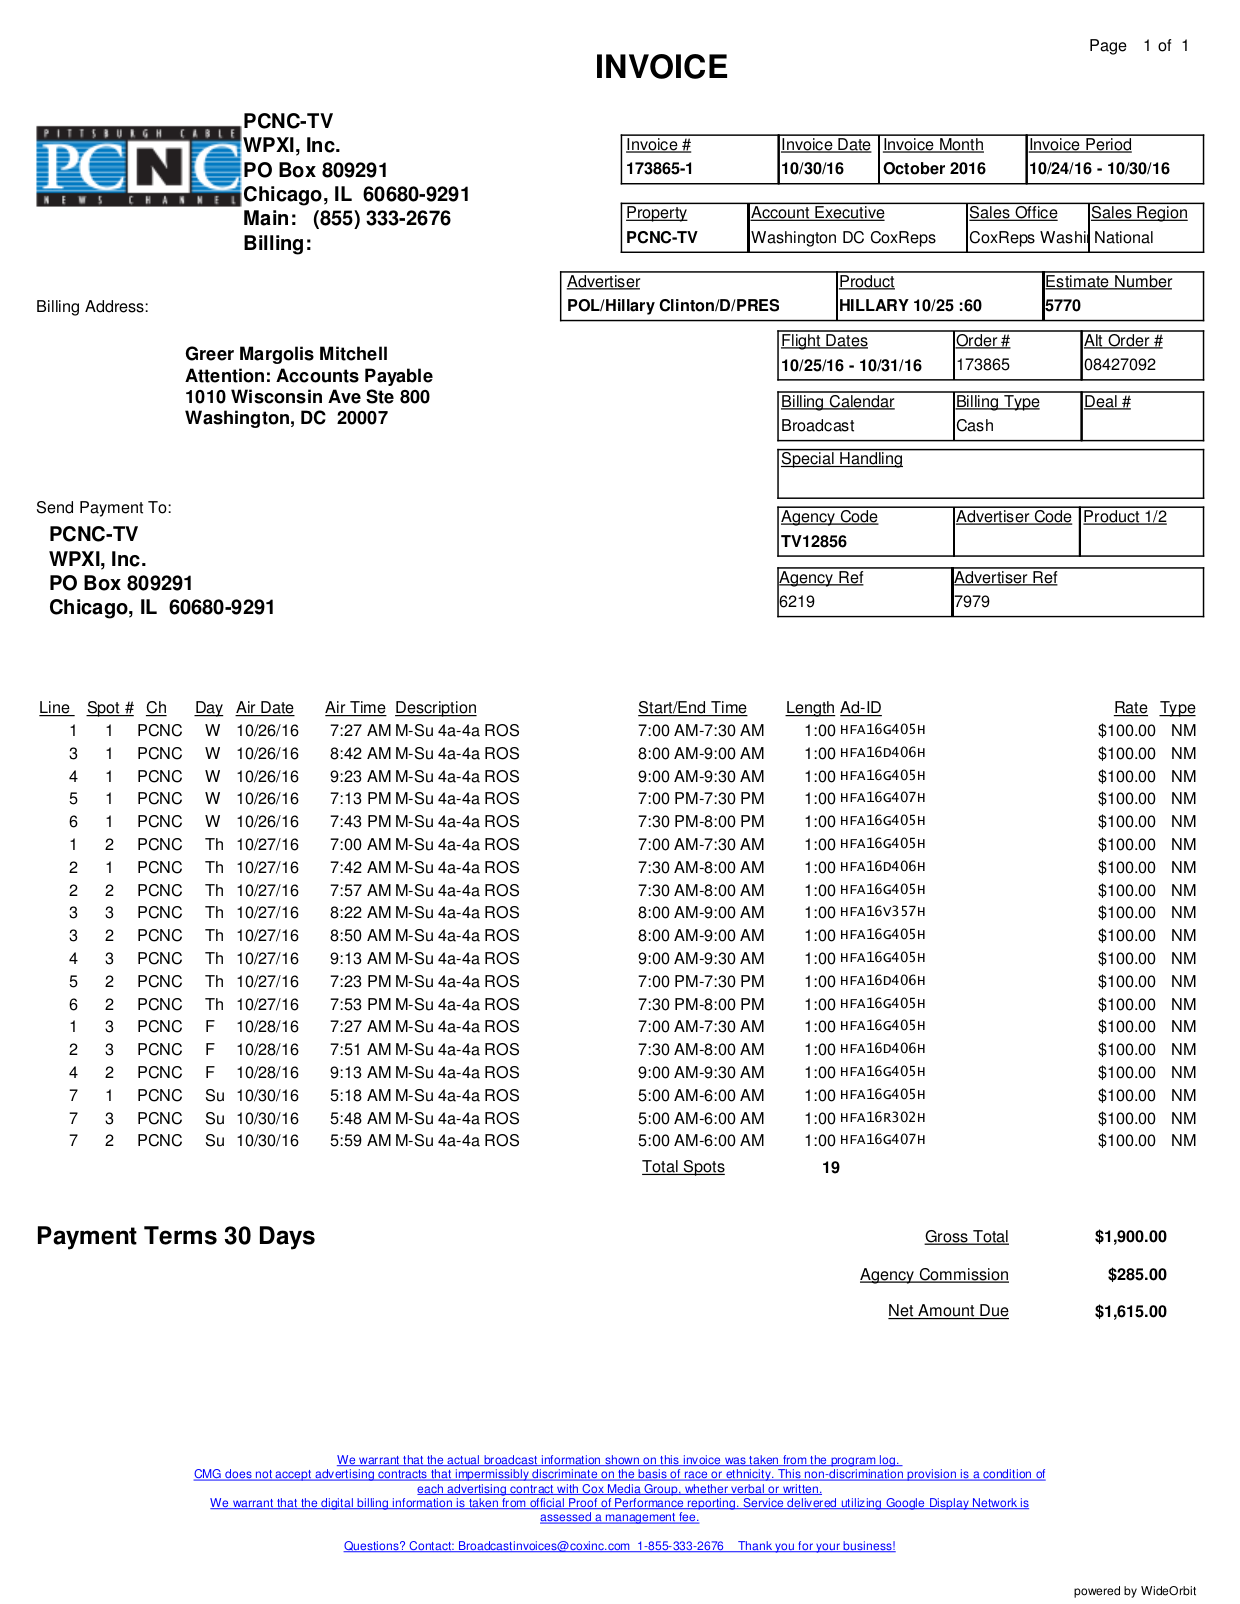 Page 1 of 1
INVOICE
PITTSBURGH CABLE
PCNC
NEWS CHANNEL
PCNC-TV
WPXI, Inc.
PO Box 809291
Chicago, IL 60680-9291
Main: (855) 333-2676
Billing:
Invoice # Invoice Date Invoice Month Invoice Period
173865-1 10/30/16 October 2016 10/24/16 - 10/30/16
Property Account Executive Sales Office Sales Region
PCNC-TV Washington DC CoxReps CoxReps Washi National
Advertiser Product Estimate Number
POL/Hillary Clinton/D/PRES HILLARY 10/25 :60 5770
Billing Address:
Greer Margolis Mitchell
Attention: Accounts Payable
1010 Wisconsin Ave Ste 800
Washington, DC 20007
Flight Dates Order # Alt Order #
10/25/16 - 10/31/16 173865 08427092
Billing Calendar Billing Type Deal #
Broadcast Cash
Special Handling
Agency Code Advertiser Code Product 1/2
TV12856
Agency Ref Advertiser Ref
6219 7979
Send Payment To:
PCNC-TV
WPXI, Inc.
PO Box 809291
Chicago, IL 60680-9291
Line Spot # Ch Day Air Date Air Time Description Start/End Time Length Ad-ID Rate Type
1 1 PCNC W 10/26/16 7:27 AM M-Su 4a-4a ROS 7:00 AM-7:30 AM 1:00 HFA16G405H $100.00 NM
3 1 PCNC W 10/26/16 8:42 AM M-Su 4a-4a ROS 8:00 AM-9:00 AM 1:00 HFA16D406H $100.00 NM
4 1 PCNC W 10/26/16 9:23 AM M-Su 4a-4a ROS 9:00 AM-9:30 AM 1:00 HFA16G405H $100.00 NM
5 1 PCNC W 10/26/16 7:13 PM M-Su 4a-4a ROS 7:00 PM-7:30 PM 1:00 HFA16G407H $100.00 NM
6 1 PCNC W 10/26/16 7:43 PM M-Su 4a-4a ROS 7:30 PM-8:00 PM 1:00 HFA16G405H $100.00 NM
1 2 PCNC Th 10/27/16 7:00 AM M-Su 4a-4a ROS 7:00 AM-7:30 AM 1:00 HFA16G405H $100.00 NM
2 1 PCNC Th 10/27/16 7:42 AM M-Su 4a-4a ROS 7:30 AM-8:00 AM 1:00 HFA16D406H $100.00 NM
2 2 PCNC Th 10/27/16 7:57 AM M-Su 4a-4a ROS 7:30 AM-8:00 AM 1:00 HFA16G405H $100.00 NM
3 3 PCNC Th 10/27/16 8:22 AM M-Su 4a-4a ROS 8:00 AM-9:00 AM 1:00 HFA16V357H $100.00 NM
3 2 PCNC Th 10/27/16 8:50 AM M-Su 4a-4a ROS 8:00 AM-9:00 AM 1:00 HFA16G405H $100.00 NM
4 3 PCNC Th 10/27/16 9:13 AM M-Su 4a-4a ROS 9:00 AM-9:30 AM 1:00 HFA16G405H $100.00 NM
5 2 PCNC Th 10/27/16 7:23 PM M-Su 4a-4a ROS 7:00 PM-7:30 PM 1:00 HFA16D406H $100.00 NM
6 2 PCNC Th 10/27/16 7:53 PM M-Su 4a-4a ROS 7:30 PM-8:00 PM 1:00 HFA16G405H $100.00 NM
1 3 PCNC F 10/28/16 7:27 AM M-Su 4a-4a ROS 7:00 AM-7:30 AM 1:00 HFA16G405H $100.00 NM
2 3 PCNC F 10/28/16 7:51 AM M-Su 4a-4a ROS 7:30 AM-8:00 AM 1:00 HFA16D406H $100.00 NM
4 2 PCNC F 10/28/16 9:13 AM M-Su 4a-4a ROS 9:00 AM-9:30 AM 1:00 HFA16G405H $100.00 NM
7 1 PCNC Su 10/30/16 5:18 AM M-Su 4a-4a ROS 5:00 AM-6:00 AM 1:00 HFA16G405H $100.00 NM
7 3 PCNC Su 10/30/16 5:48 AM M-Su 4a-4a ROS 5:00 AM-6:00 AM 1:00 HFA16R302H $100.00 NM
7 2 PCNC Su 10/30/16 5:59 AM M-Su 4a-4a ROS 5:00 AM-6:00 AM 1:00 HFA16G407H $100.00 NM
Total Spots 19
Payment Terms 30 Days
Gross Total $1,900.00
Agency Commission $285.00
Net Amount Due $1,615.00
We warrant that the actual broadcast information shown on this invoice was taken from the program log.
CMG does not accept advertising contracts that impermissibly discriminate on the basis of race or ethnicity. This non-discrimination provision is a condition of
each advertising contract with Cox Media Group, whether verbal or written.
We warrant that the digital billing information is taken from official Proof of Performance reporting. Service delivered utilizing Google Display Network is
assessed a management fee.
Questions? Contact: Broadcastinvoices@coxinc.com 1-855-333-2676 Thank you for your business!
powered by WideOrbit